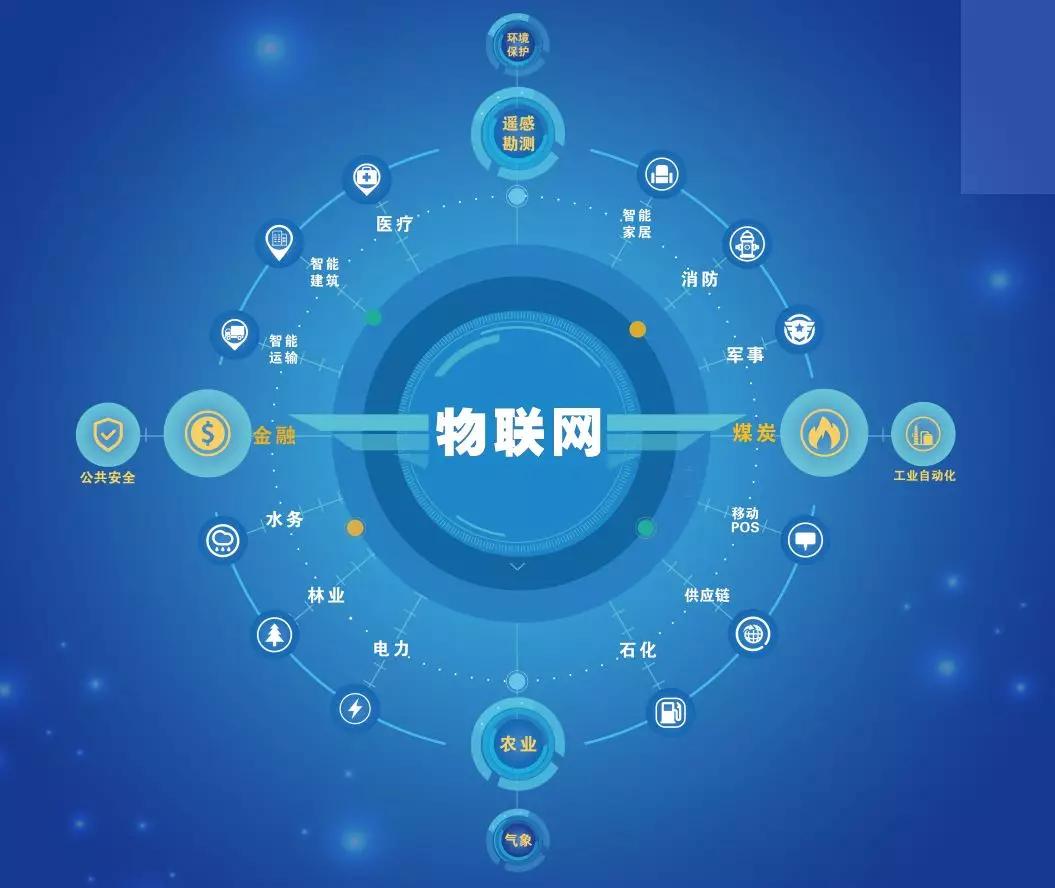 环境
保护
遥感
勘测
医疗
智能
家居
智能
建筑
消防
智能
运输
军事
金融
物联网
煤炭
公共安全
工业自动化
水务
移动
POS
林业
供应链
电力
石化
农业
气象